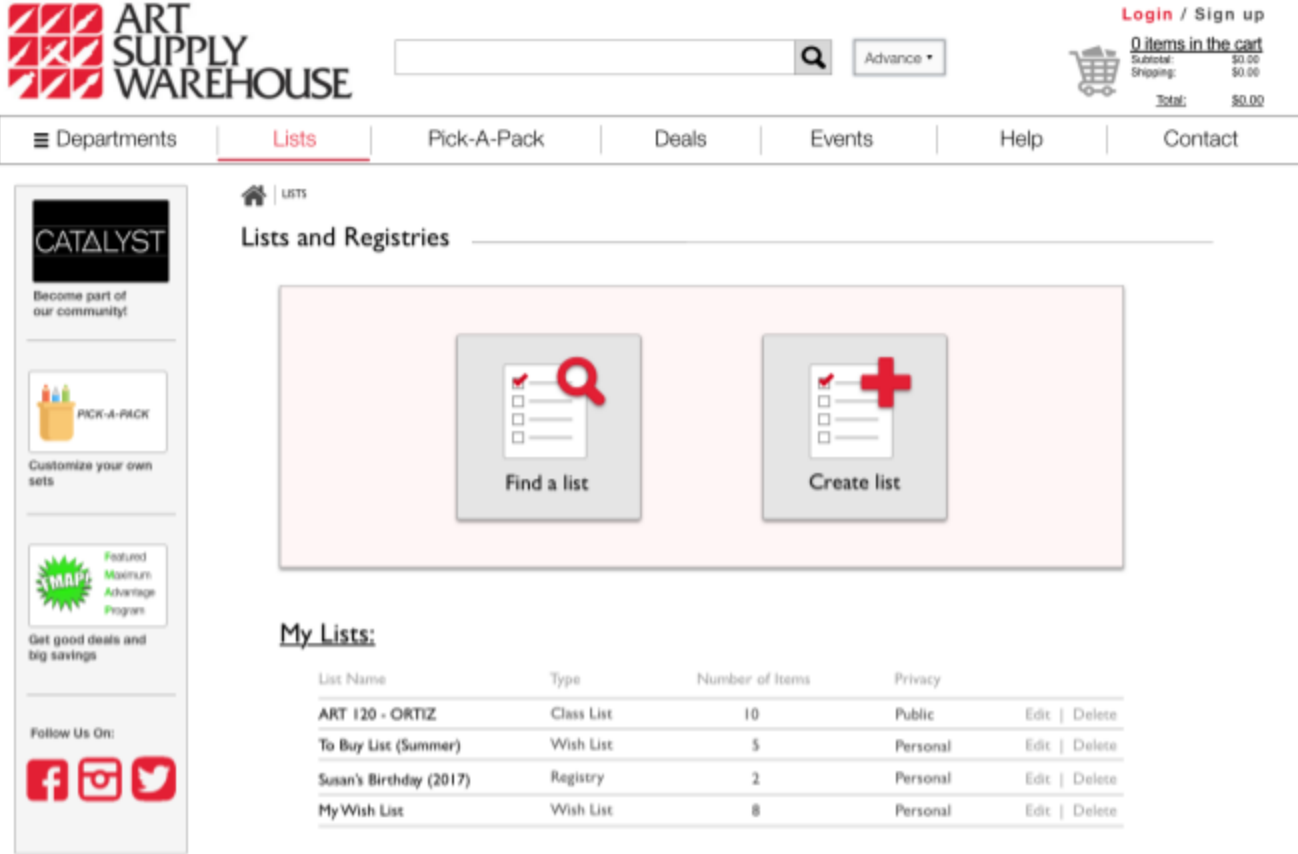 ART
SUPPLY
WAREHOUSE
Advance
Login / Sign up
0 items in the cart
Subtotal: $0.00
Shipping: $0.00
Total: $0.00
Departments
Lists
Pick-A-Pack
Deals
Events
Help
Contact
CATALYST
Become part of
our community!
PICK-A-PACK
Customize your own
sets
FMAP!
Featured
Maximum
Advantage
Program
Get good deals and
big savings
Follow Us On:
LISTS
Lists and Registries
Find a list
Create list
My Lists:
List Name Type Number of Items Privacy
ART 120 - ORTIZ Class List 10 Public Edit | Delete
To Buy List (Summer) Wish List 5 Personal Edit | Delete
Susan's Birthday (2017) Registry 2 Personal Edit | Delete
My Wish List Wish List 8 Personal Edit | Delete